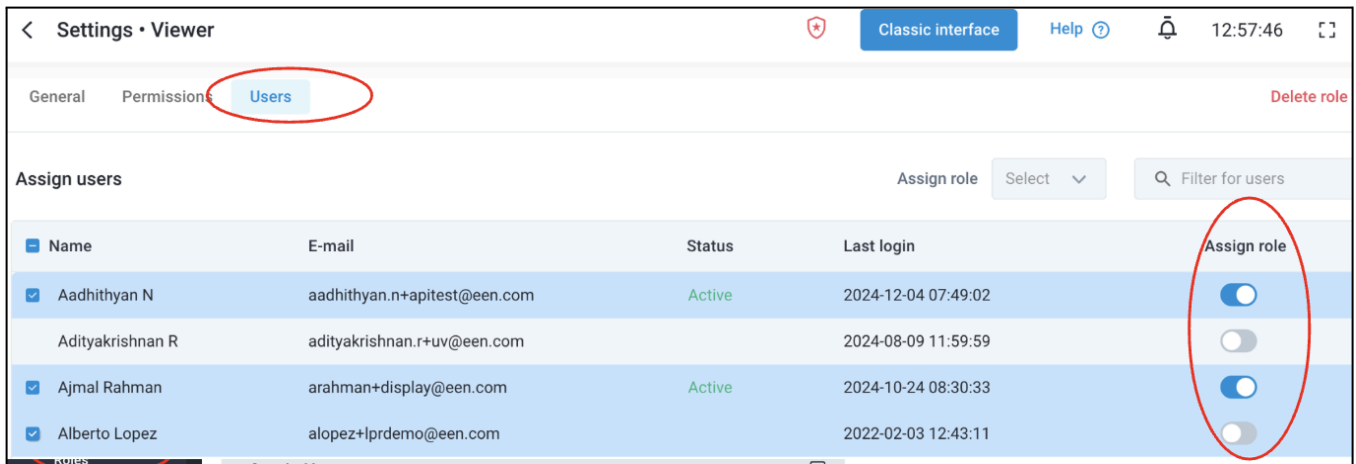 Settings • Viewer Classic interface Help 12:57:46
General Permissions Users Delete role
Assign users Assign role Select Filter for users
Name E-mail Status Last login Assign role
Aadhithyan N aadhithyan.n+apitest@een.com Active 2024-12-04 07:49:02
Adityakrishnan R adityakrishnan.r+uv@een.com 2024-08-09 11:59:59
Ajmal Rahman arahman+display@een.com Active 2024-10-24 08:30:33
Alberto Lopez alopez+lprdemo@een.com 2022-02-03 12:43:11
Roles